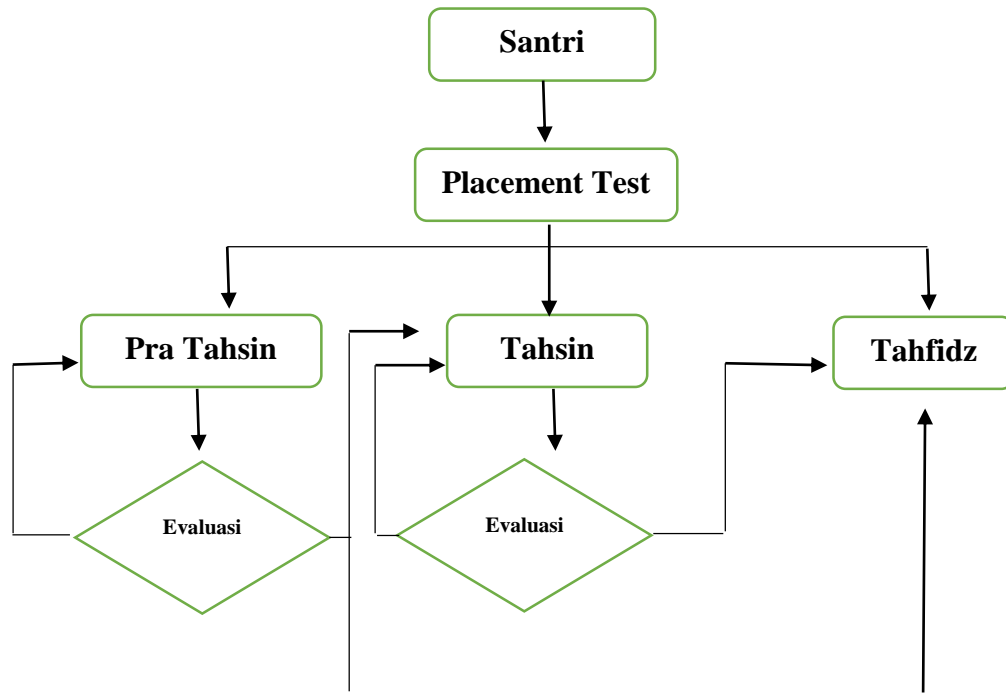 Santri
Placement Test
Pra Tahsin
Tahsin
Tahfidz
Evaluasi
Evaluasi